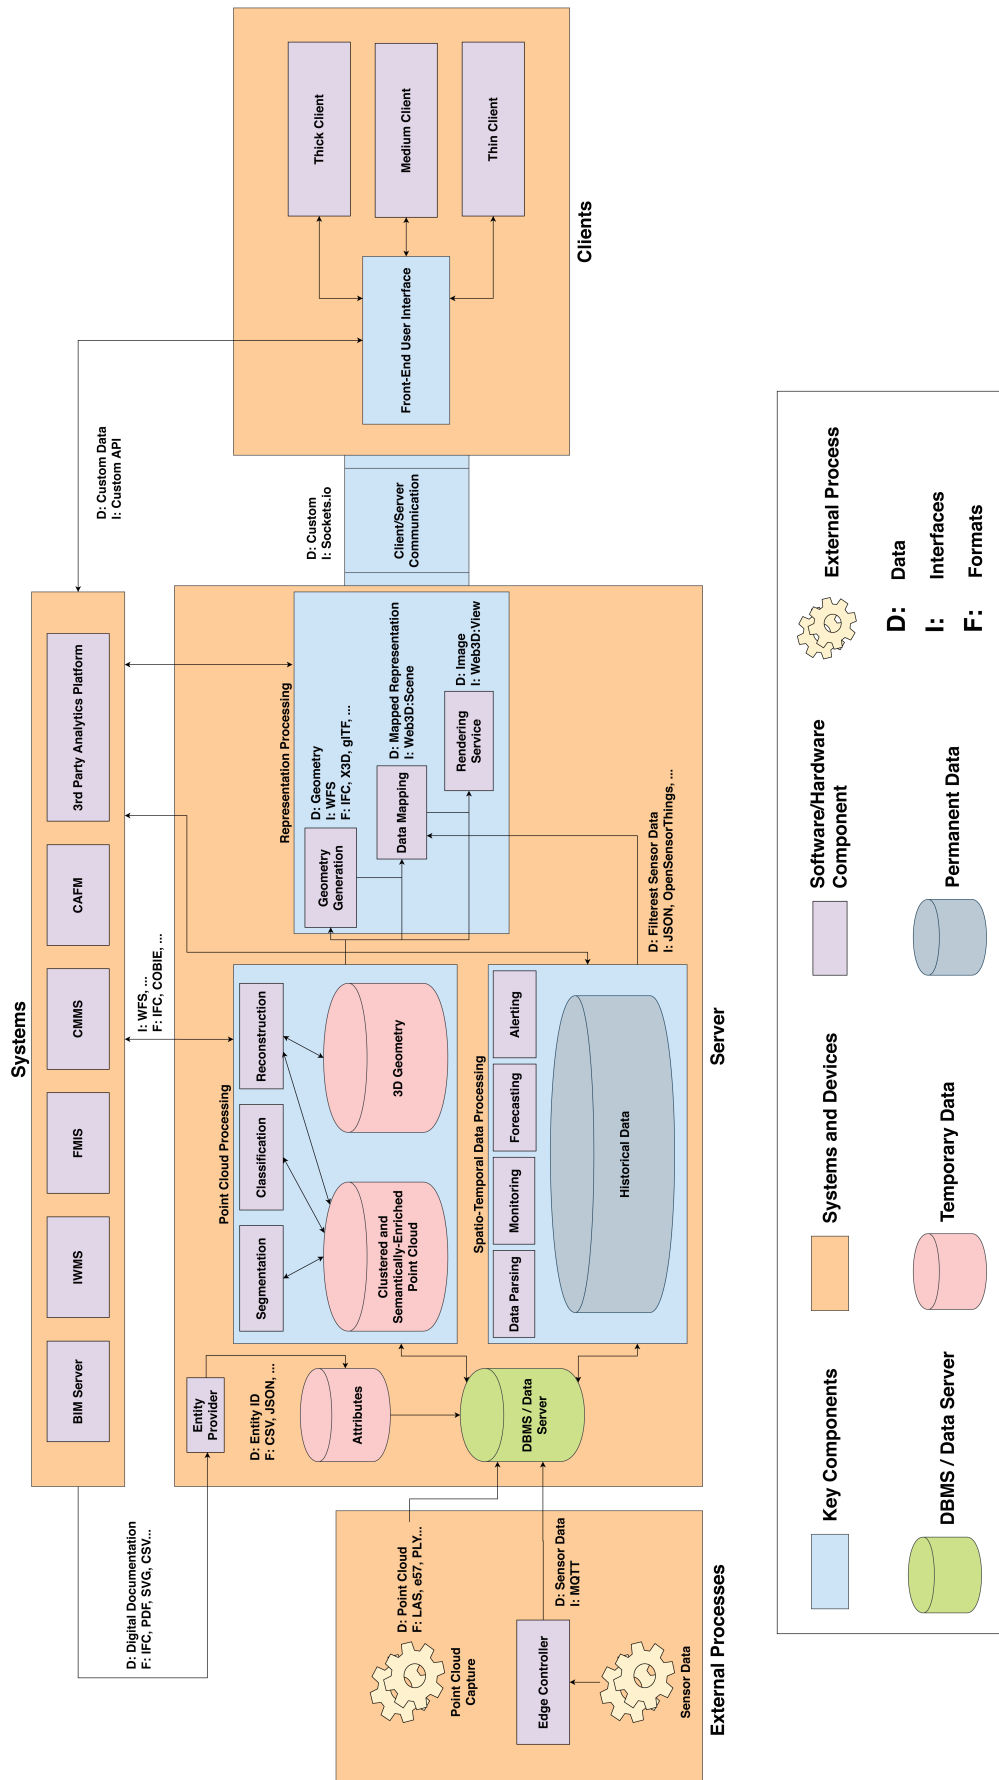 Systems
BIM Server
IWMS
FMIS
CMMS
CAFM
3rd Party Analytics Platform
D: Digital Documentation
F: IFC, PDF, SVG, CSV...
I: WFS, ...
F: IFC, COBIE, ...
D: Custom Data
I: Custom API
External Processes
Point Cloud
Capture
D: Point Cloud
F: LAS, e57, PLY...
Edge Controller
D: Sensor Data
I: MQTT
Sensor Data
Server
Entity
Provider
D: Entity ID
F: CSV, JSON, ...
Attributes
DBMS / Data
Server
Point Cloud Processing
Segmentation
Classification
Reconstruction
Clustered and
Semantically-Enriched
Point Cloud
3D Geometry
Spatio-Temporal Data Processing
Data Parsing
Monitoring
Forecasting
Alerting
Historical Data
Representation Processing
Geometry
Generation
D: Geometry
I: WFS
F: IFC, X3D, glTF, ...
Data Mapping
D: Mapped Representation
I: Web3D:Scene
Rendering
Service
D: Image
I: Web3D:View
D: Filterest Sensor Data
I: JSON, OpenSensorThings, ...
D: Custom
I: Sockets.io
Client/Server
Communication
Clients
Front-End User Interface
Thick Client
Medium Client
Thin Client
Key Components
Systems and Devices
Software/Hardware
Component
External Process
DBMS / Data Server
Temporary Data
Permanent Data
D: Data
I: Interfaces
F: Formats